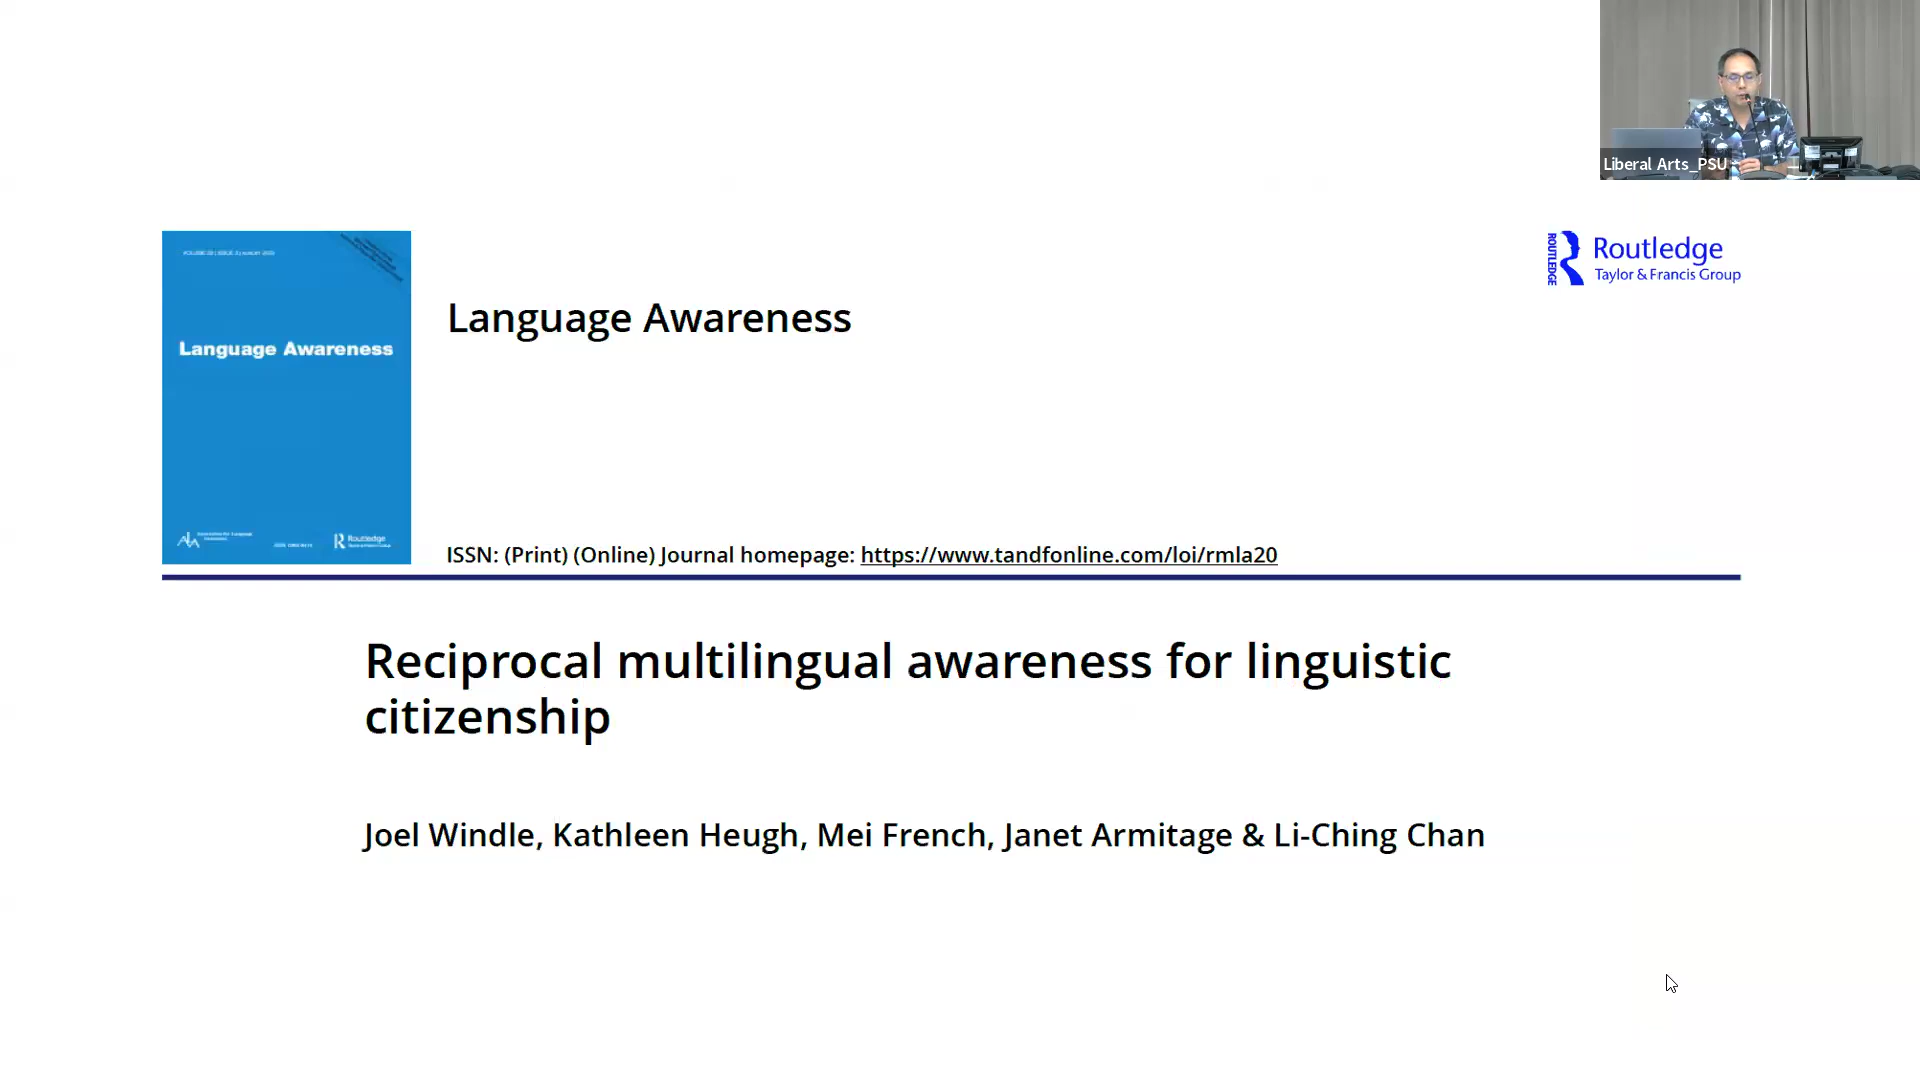 Liberal Arts_PSU
ROUTLEDGE
Routledge
Taylor & Francis Group
Language Awareness
Language Awareness
Routledge
ISSN: (Print) (Online) Journal homepage: https://www.tandfonline.com/loi/rmla20
Reciprocal multilingual awareness for linguistic
citizenship
Joel Windle, Kathleen Heugh, Mei French, Janet Armitage & Li-Ching Chan